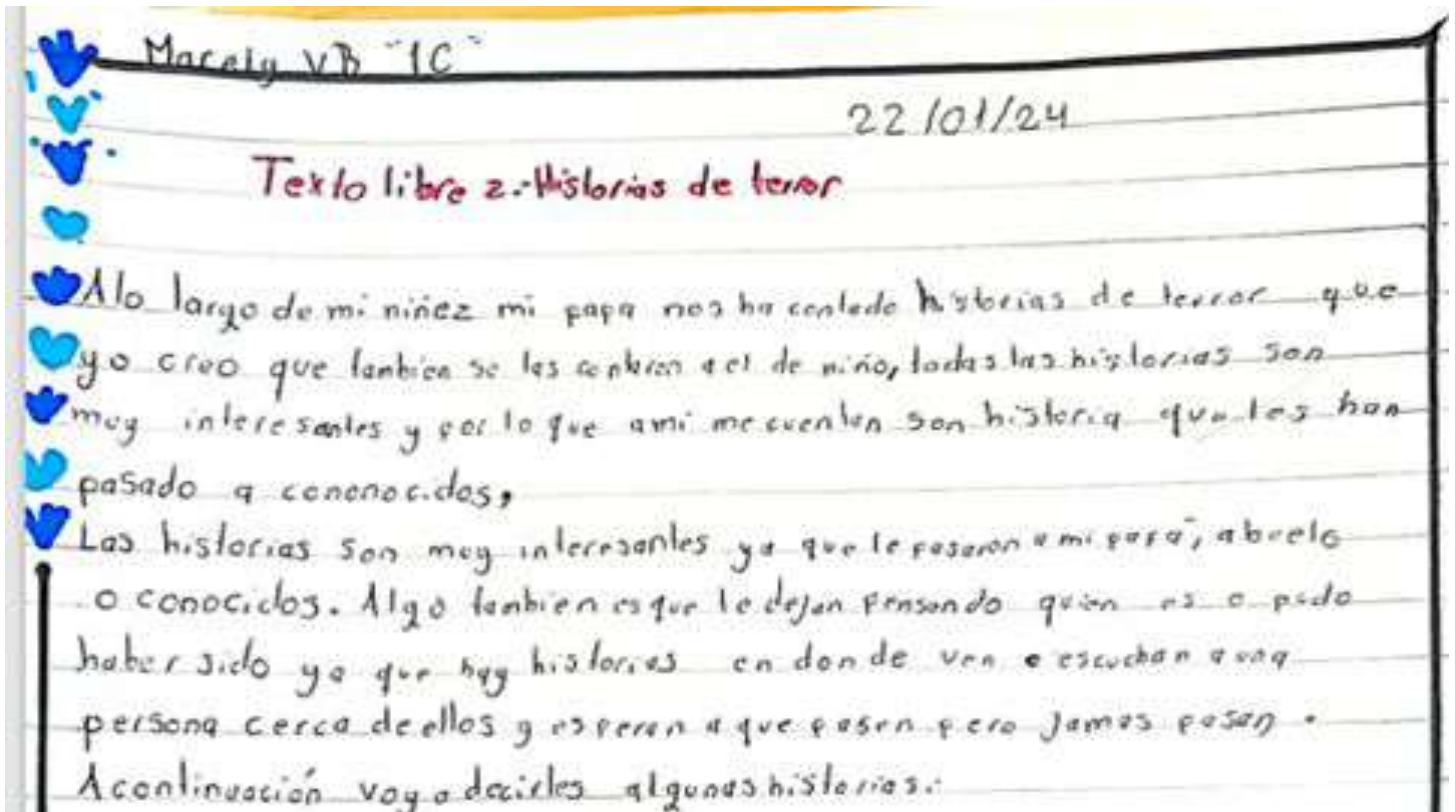 Macely VB "1C"
22/01/24
Texto libre 2.-Historias de terror
Alo largo de mi niñez mi papa nos ha contado historias de terror que
yo creo que tanbien se las contaron a el de niño, todas las historias son
muy interesantes y por lo que ami me cuentan son historia que les han
pasado a cononocidos,
Las historias son muy interesantes ya que le pasaron a mi papá, abuelo
o conocidos. Algo tanbien es que te dejan pensando quien es o pudo
haber sido ya que hay historias en donde ven o escuchan a una
persona cerca de ellos y esperan a que pasen pero jamas pasan.
Acontinuación voy a decirles algunas historias: